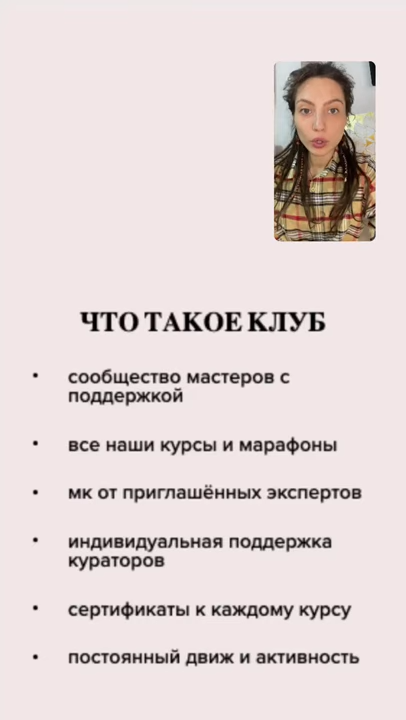 ЧТО ТАКОЕ КЛУБ
• сообщество мастеров с
поддержкой
• все наши курсы и марафоны
• мк от приглашённых экспертов
• индивидуальная поддержка
кураторов
• сертификаты к каждому курсу
• постоянный движ и активность